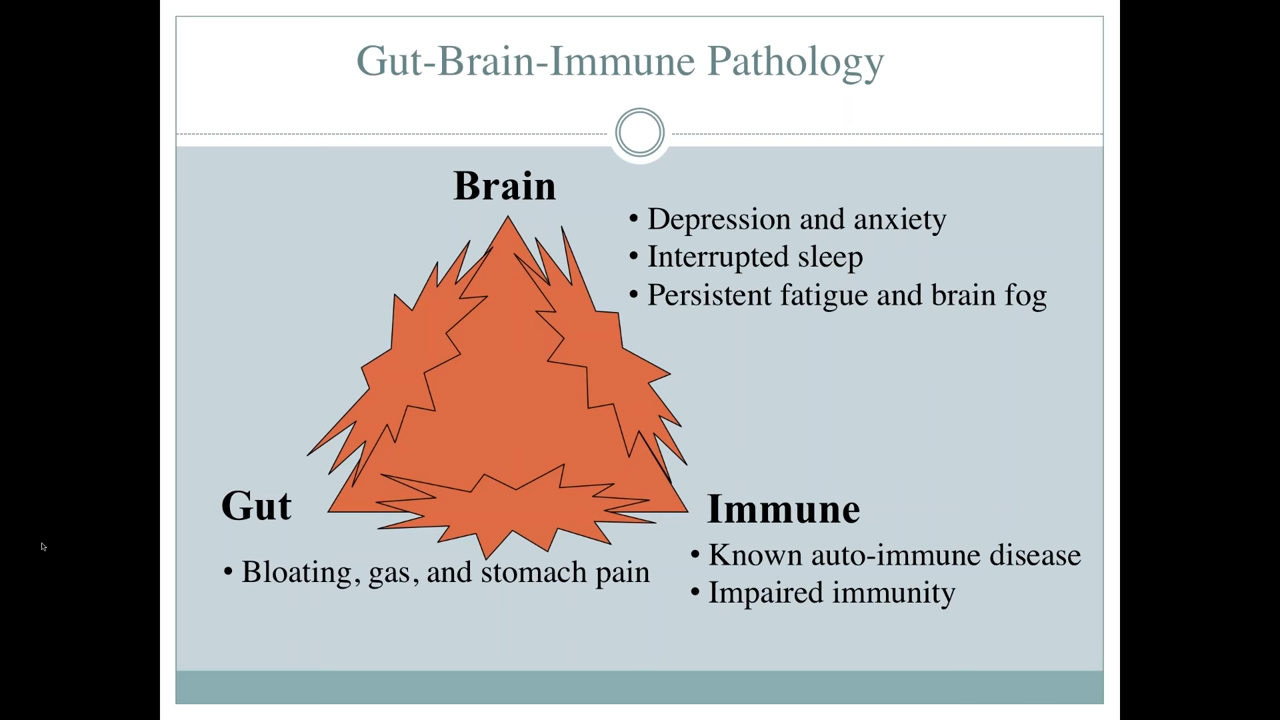 Gut-Brain-Immune Pathology
Brain
• Depression and anxiety
• Interrupted sleep
• Persistent fatigue and brain fog
Gut
• Bloating, gas, and stomach pain
Immune
• Known auto-immune disease
• Impaired immunity